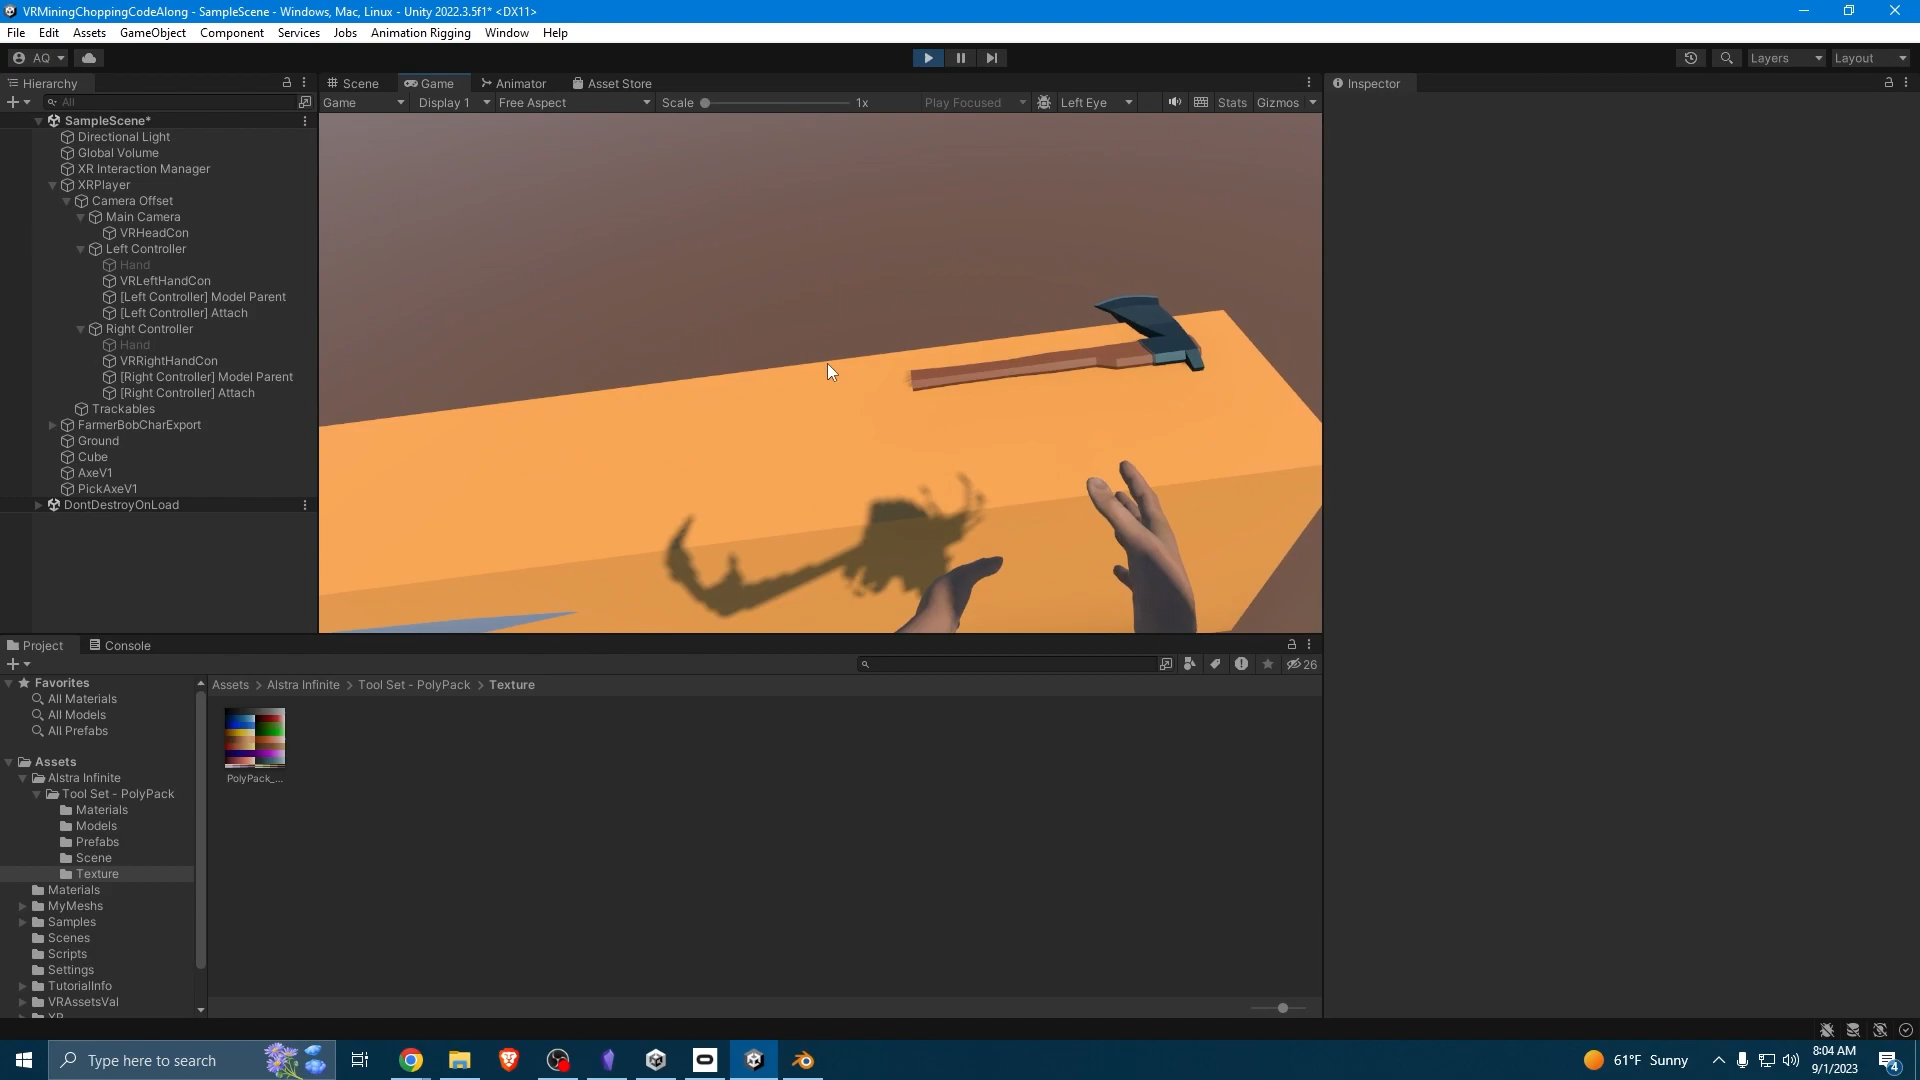 VRMiningChoppingCodeAlong - SampleScene - Windows, Mac, Linux - Unity 2022.3.5f1* <DX11>
File Edit Assets GameObject Component Services Jobs Animation Rigging Window Help
AQ Layers Layout
Hierarchy Scene Game Animator Asset Store Inspector
All Game Display 1 Free Aspect Scale 1x Play Focused Left Eye Stats Gizmos
SampleScene*
Directional Light
Global Volume
XR Interaction Manager
XRPlayer
Camera Offset
Main Camera
VRHeadCon
Left Controller
Hand
VRLeftHandCon
[Left Controller] Model Parent
[Left Controller] Attach
Right Controller
Hand
VRRightHandCon
[Right Controller] Model Parent
[Right Controller] Attach
Trackables
FarmerBobCharExport
Ground
Cube
AxeV1
PickAxeV1
DontDestroyOnLoad
Project Console
26
Favorites
All Materials
All Models
All Prefabs
Assets > Alstra Infinite > Tool Set - PolyPack > Texture
PolyPack_...
Assets
Alstra Infinite
Tool Set - PolyPack
Materials
Models
Prefabs
Scene
Texture
Materials
MyMeshs
Samples
Scenes
Scripts
Settings
TutorialInfo
VRAssetsVal
XR
Type here to search
61°F Sunny
8:04 AM
9/1/2023
4